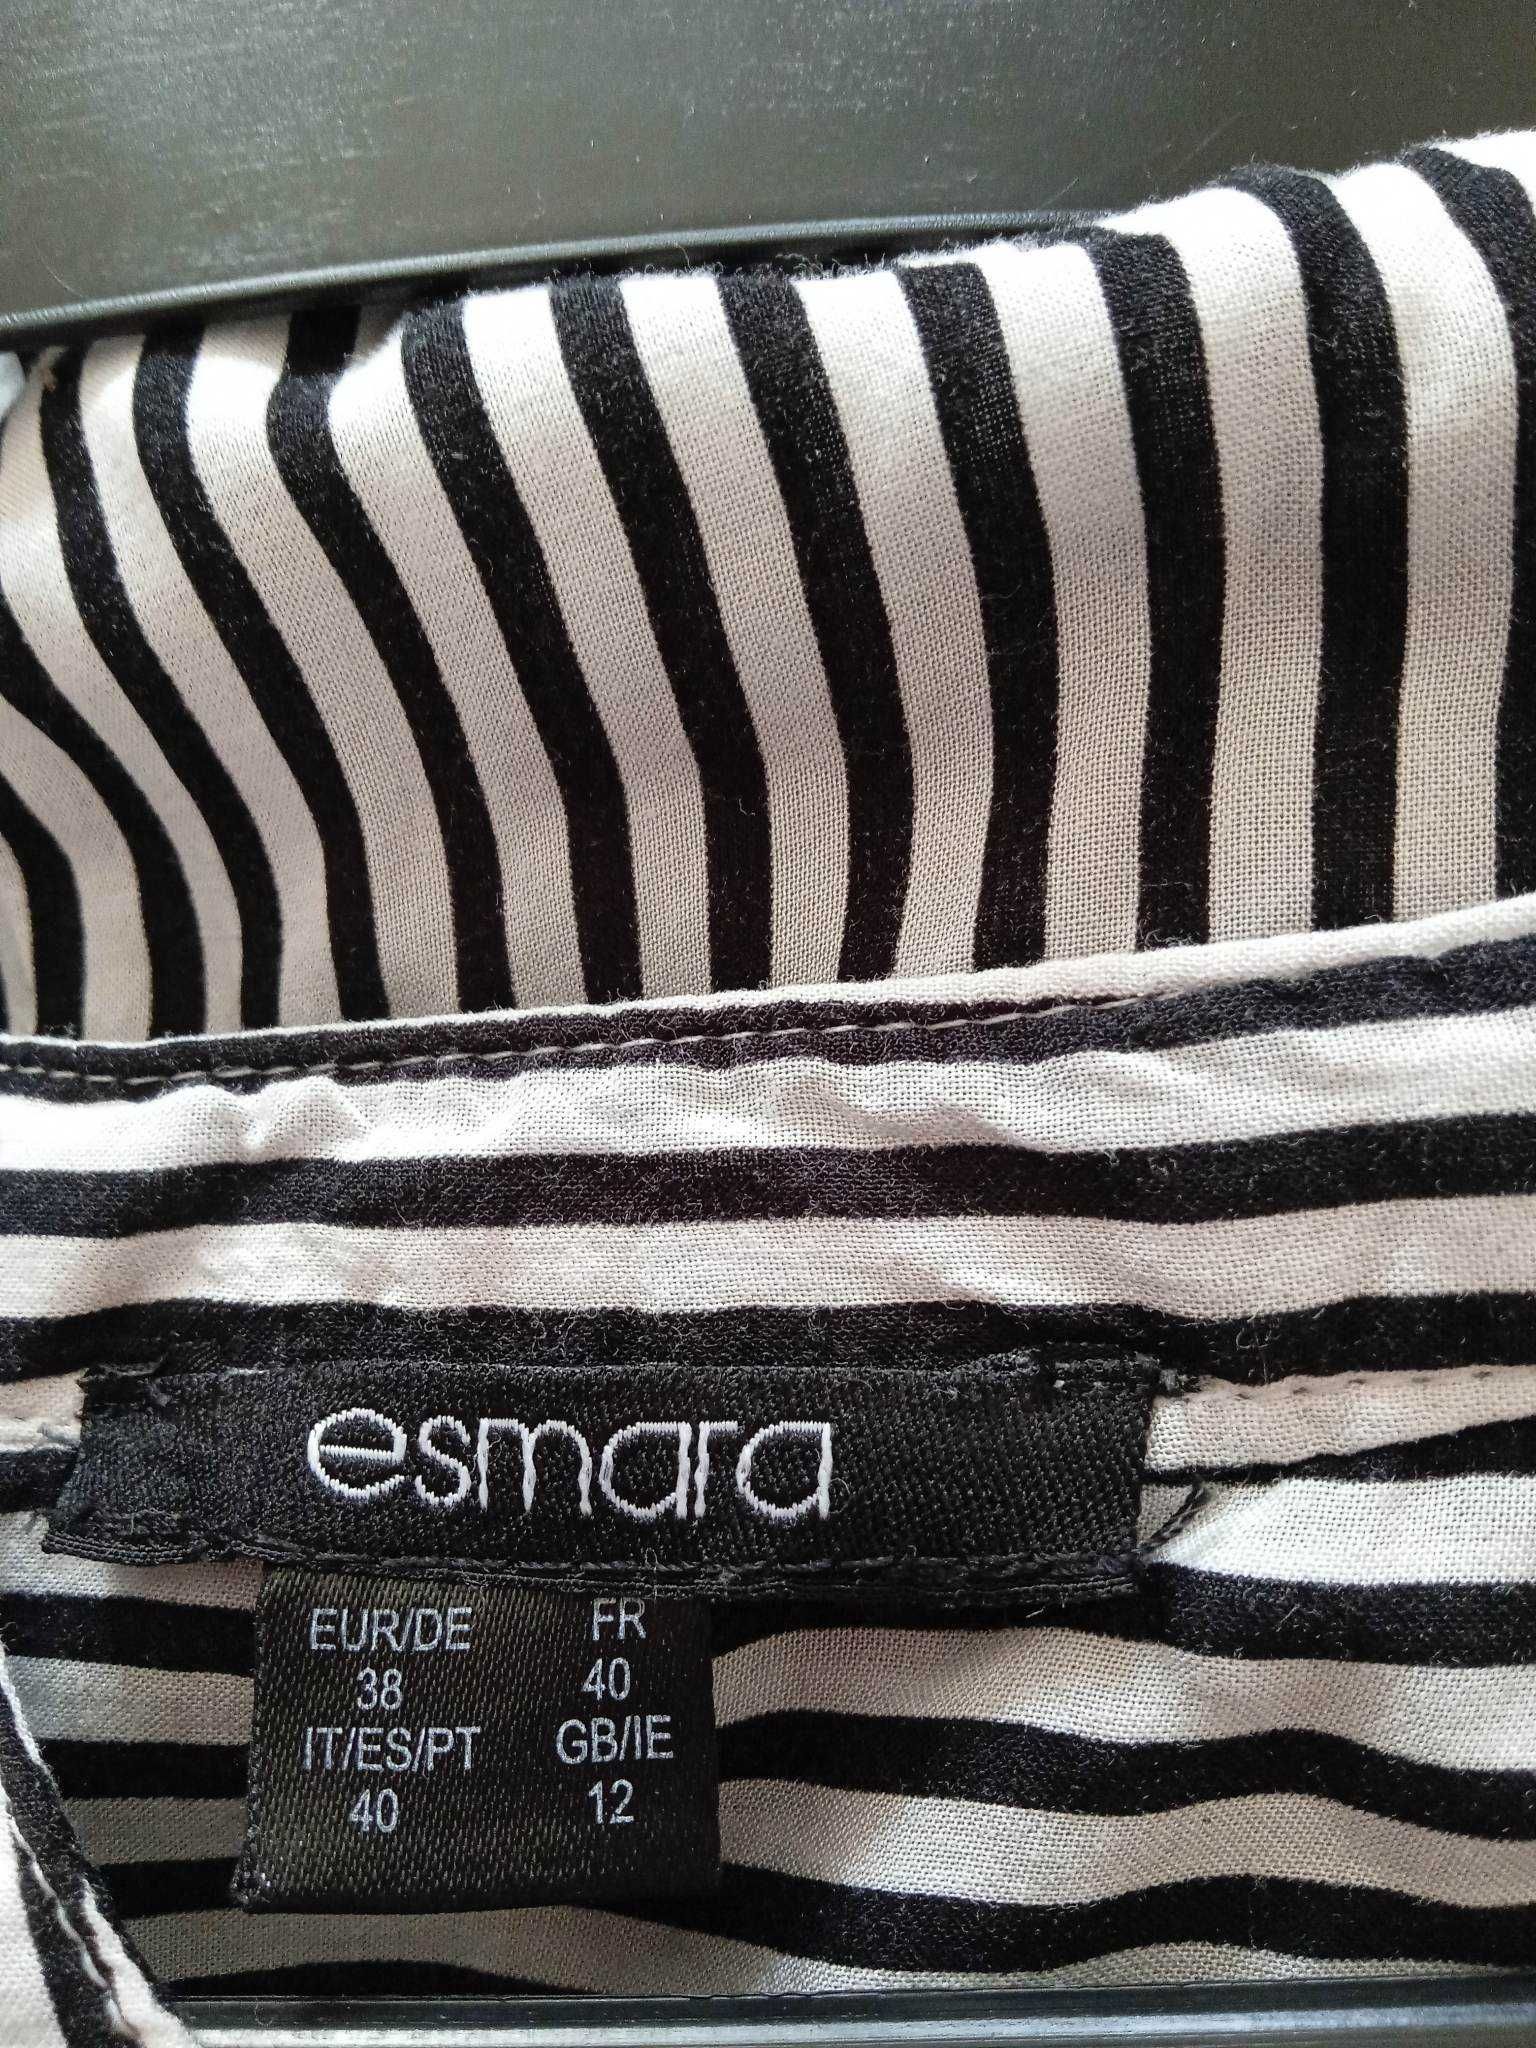 esmara
EUR/DE FR
38 40
IT/ES/PT GB/IE
40 12